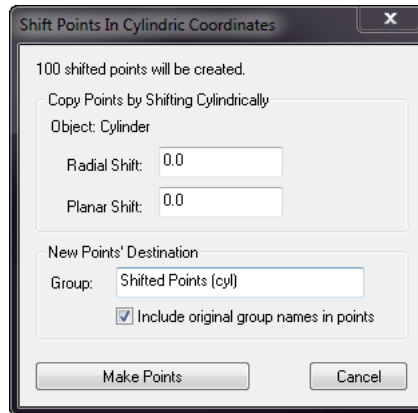 Shift Points In Cylindric Coordinates
100 shifted points will be created.
Copy Points by Shifting Cylindrically
Object: Cylinder
Radial Shift: 0.0
Planar Shift: 0.0
New Points' Destination
Group: Shifted Points (cyl)
Include original group names in points
Make Points Cancel